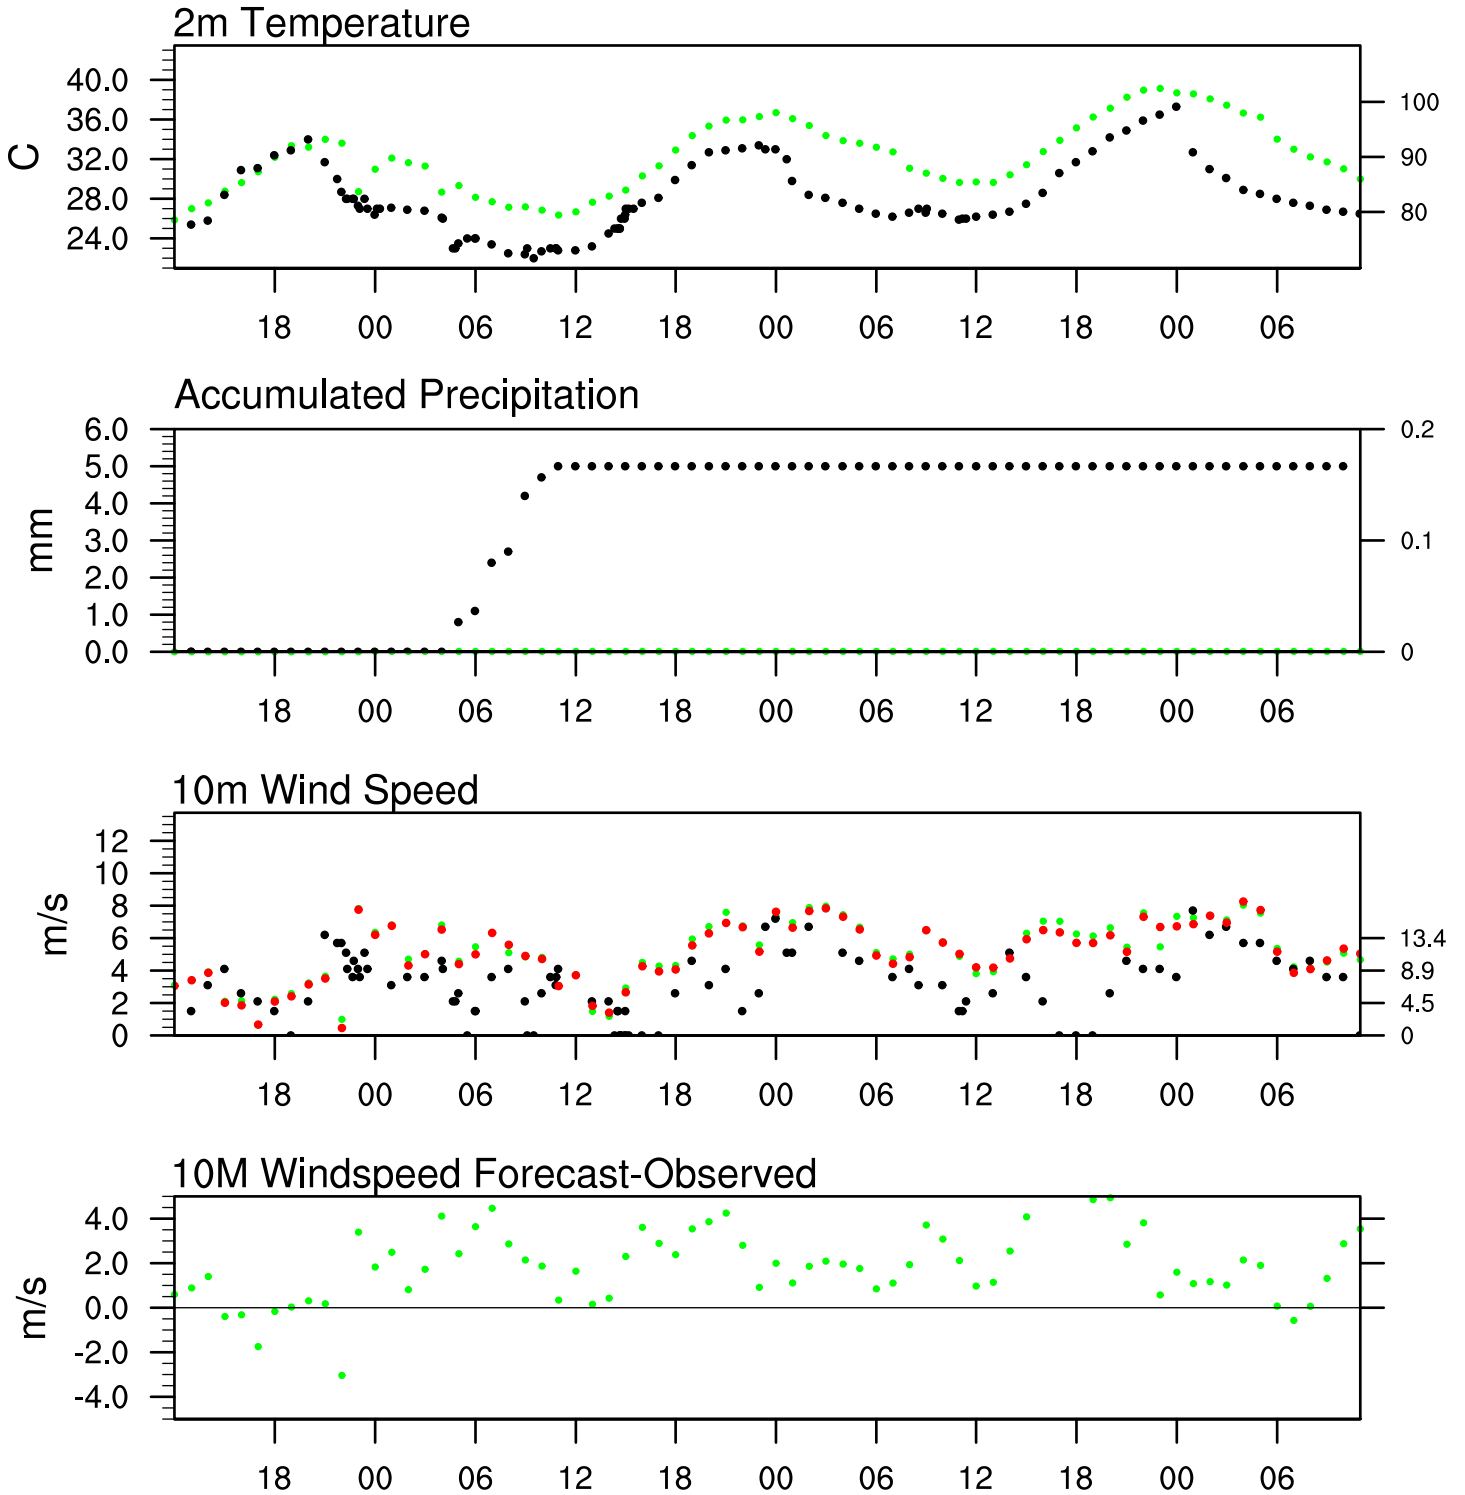 2m Temperature
C
40.0
36.0
32.0
28.0
24.0
100
90
80
18 00 06 12 18 00 06 12 18 00 06
Accumulated Precipitation
mm
6.0
5.0
4.0
3.0
2.0
1.0
0.0
0.2
0.1
0
18 00 06 12 18 00 06 12 18 00 06
10m Wind Speed
m/s
12
10
8
6
4
2
0
13.4
8.9
4.5
0
18 00 06 12 18 00 06 12 18 00 06
10M Windspeed Forecast-Observed
m/s
4.0
2.0
0.0
-2.0
-4.0
18 00 06 12 18 00 06 12 18 00 06